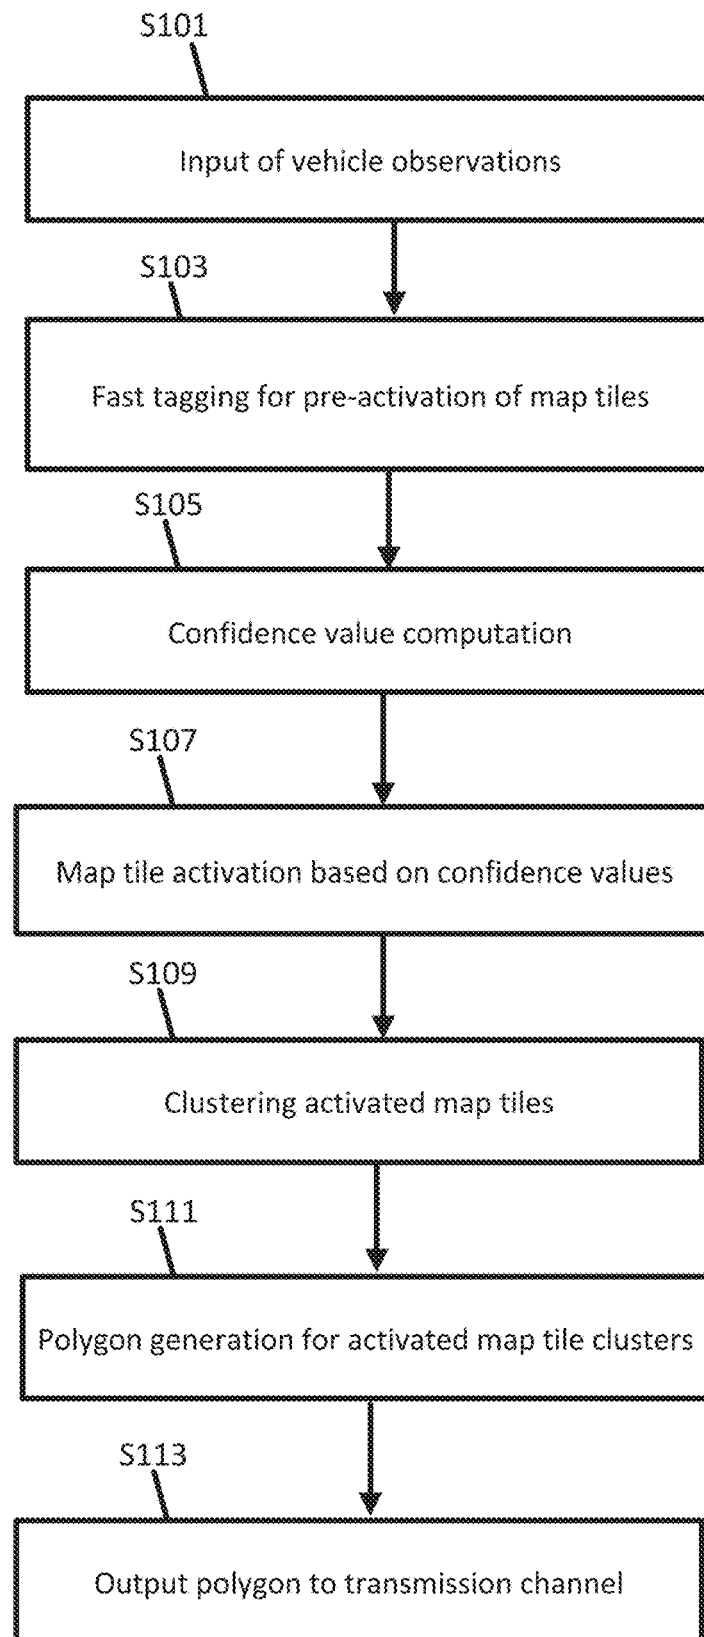 S101
Input of vehicle observations
S103
Fast tagging for pre-activation of map tiles
S105
Confidence value computation
S107
Map tile activation based on confidence values
S109
Clustering activated map tiles
S111
Polygon generation for activated map tile clusters
S113
Output polygon to transmission channel